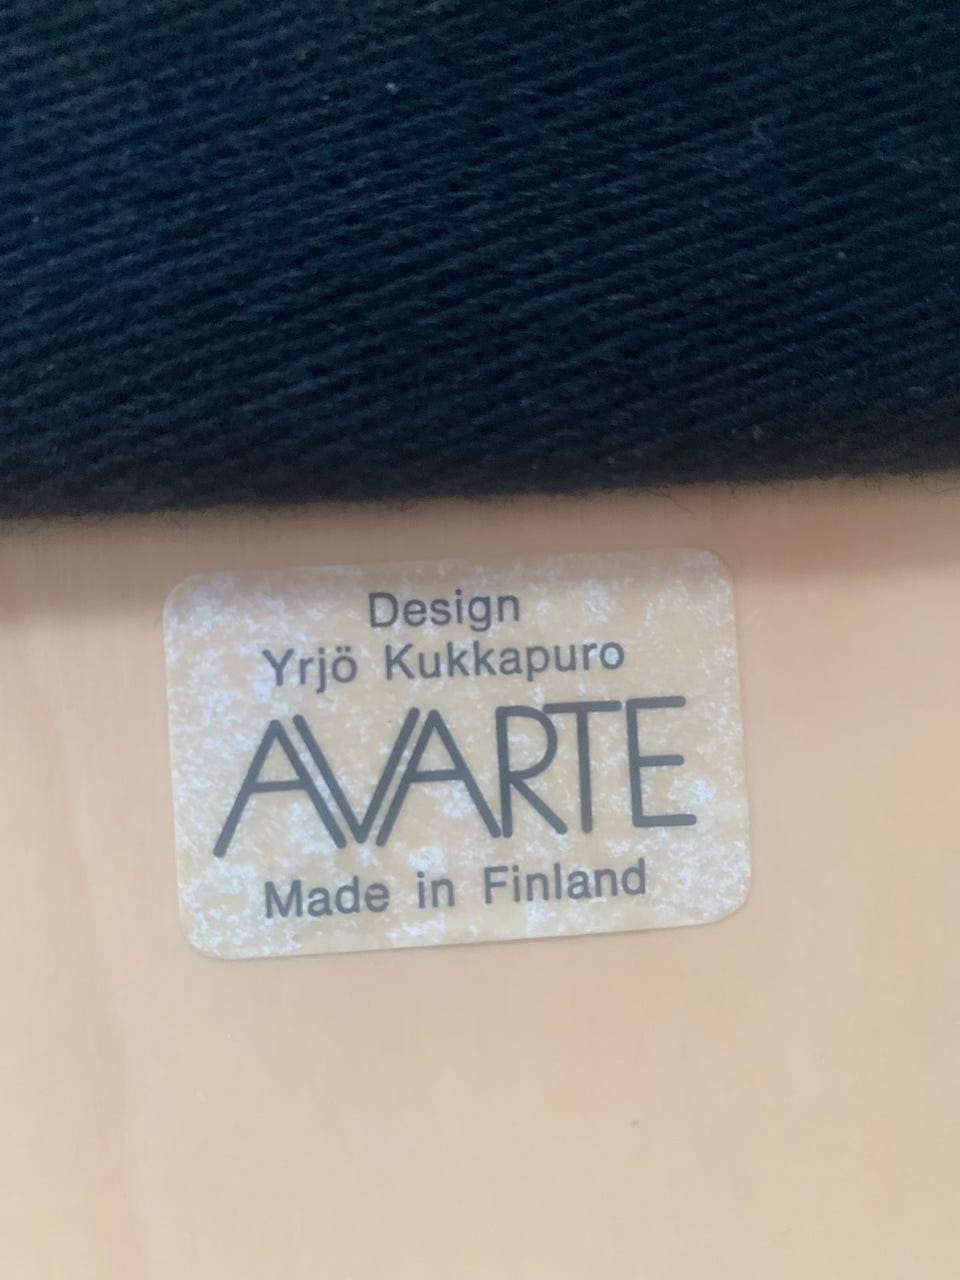 Design
Yrjö Kukkapuro
AVARTE
Made in Finland